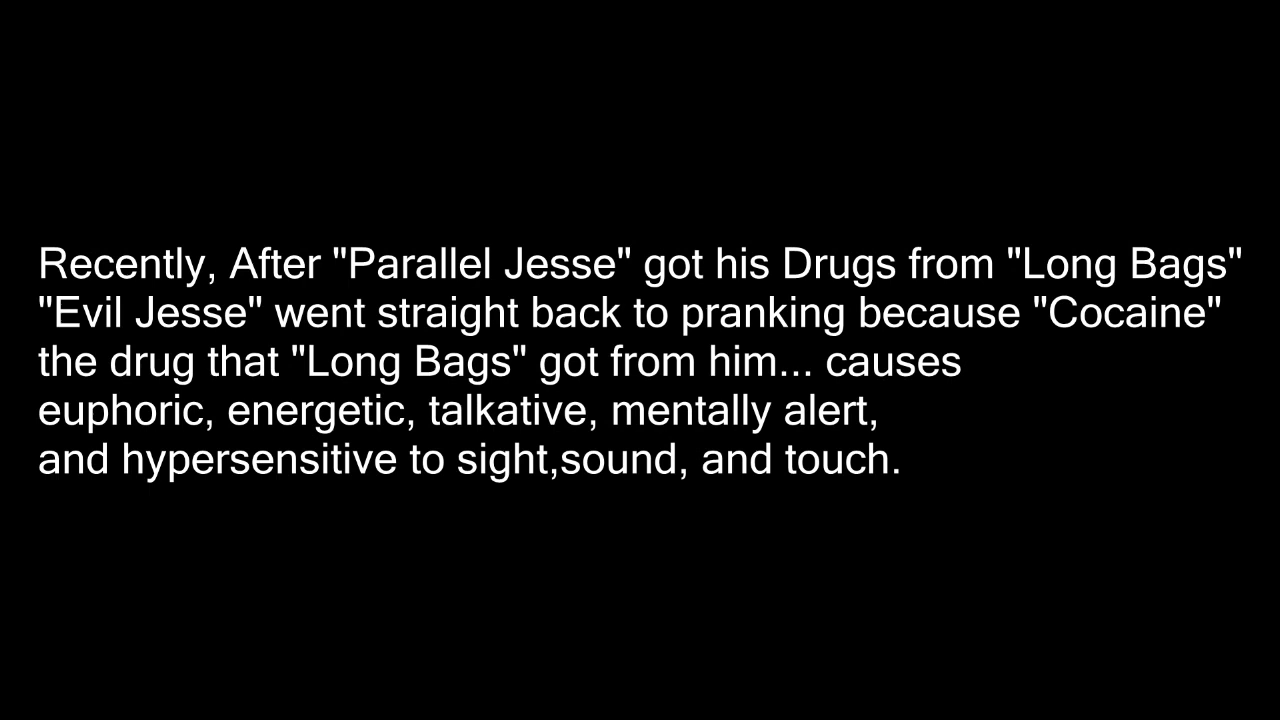 Recently, After "Parallel Jesse" got his Drugs from "Long Bags"
"Evil Jesse" went straight back to pranking because "Cocaine"
the drug that "Long Bags" got from him... causes
euphoric, energetic, talkative, mentally alert,
and hypersensitive to sight,sound, and touch.